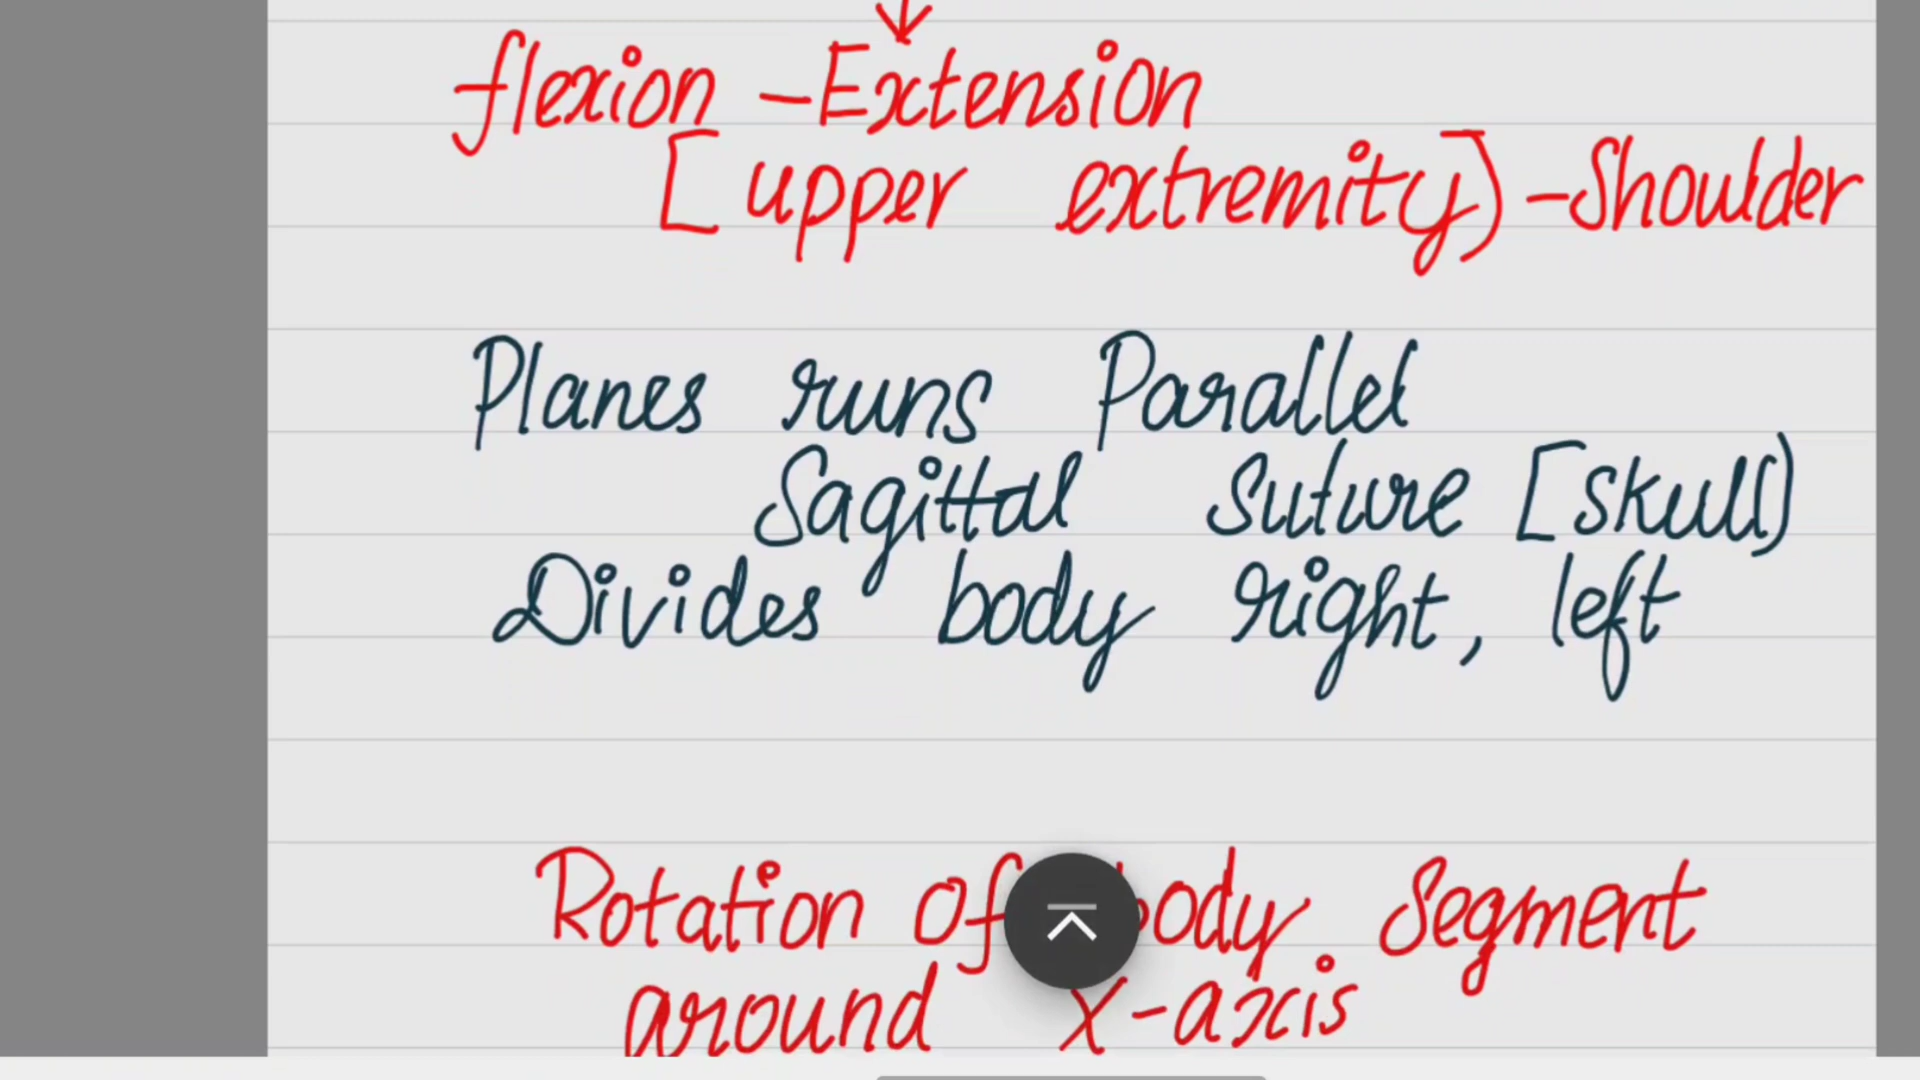 flexion - Extension
[upper extremity) - Shoulder
Planes runs Parallel
Sagittal Suture [skull)
Divides body right, left
Rotation of body Segment
around X-axis